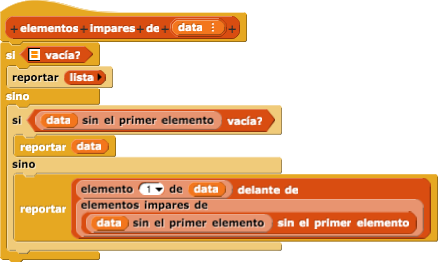 + elementos + impares + de + data ⋮ +
si vacía?
reportar lista
sino
si data sin el primer elemento vacía?
reportar data
sino
elemento 1 de data delante de
elementos impares de
reportar
data sin el primer elemento sin el primer elemento